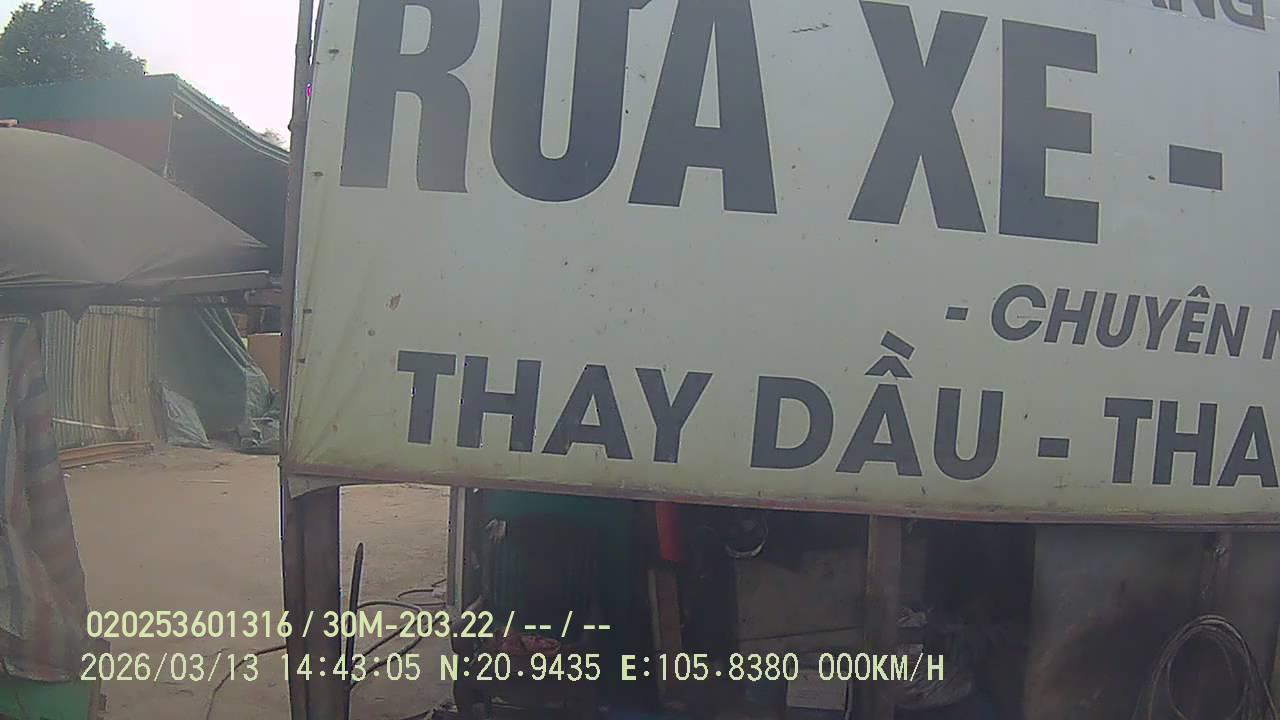 RỬA XE -
- CHUYÊN
THAY DẦU - THA
020253601316 / 30M-203.22 / -- / --
2026/03/13 14:43:05 N:20.9435 E:105.8380 000KM/H